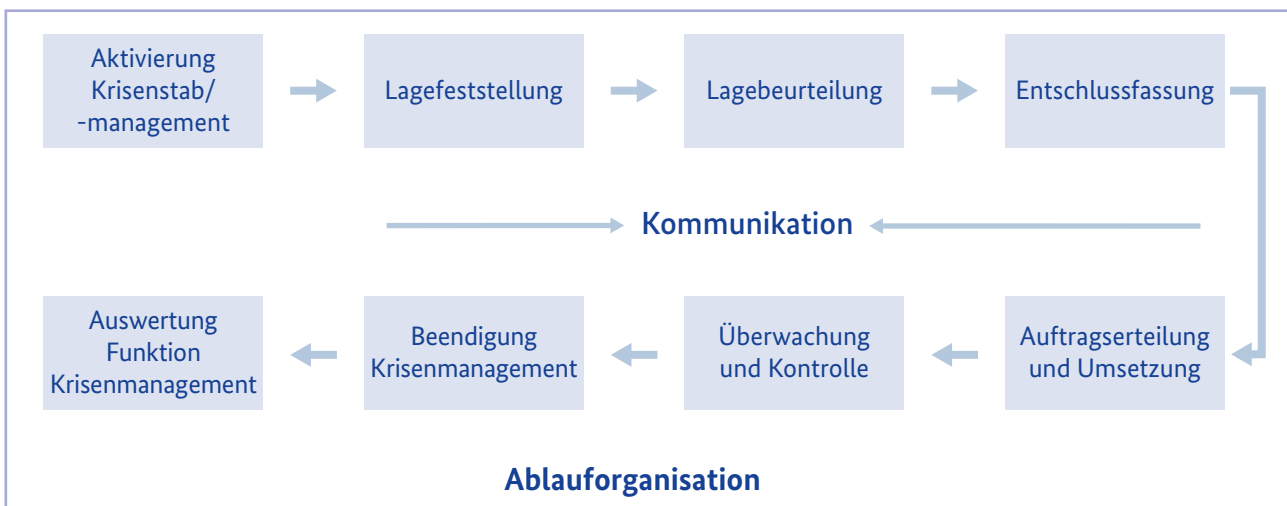 Aktivierung
Krisenstab/
-management
Lagefeststellung
Lagebeurteilung
Entschlussfassung
Kommunikation
Auswertung
Funktion
Krisenmanagement
Beendigung
Krisenmanagement
Überwachung
und Kontrolle
Auftragserteilung
und Umsetzung
Ablauforganisation